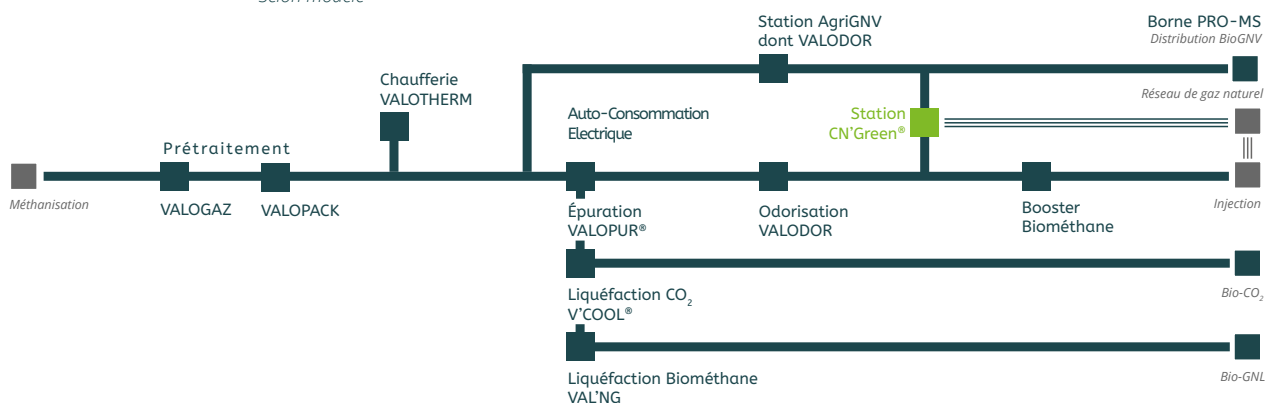 Selon modèle
Station AgriGNV
dont VALODOR
Borne PRO-MS
Distribution BioGNV
Chaufferie
VALOTHERM
Réseau de gaz naturel
Auto-Consommation
Electrique
Station
CN'Green®
Prétraitement
Méthanisation
VALOGAZ
VALOPACK
Épuration
VALOPUR®
Odorisation
VALODOR
Booster
Biométhane
Injection
Liquéfaction CO₂
V'COOL®
Bio-CO₂
Liquéfaction Biométhane
VAL'NG
Bio-GNL